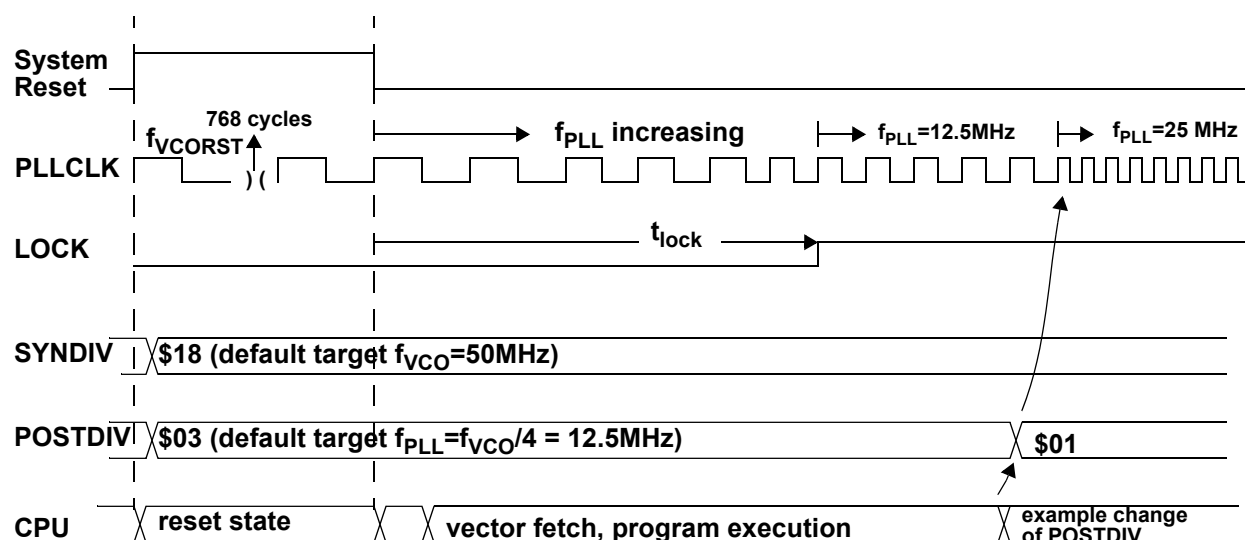 System
Reset
768 cycles
fVCORST
fPLL increasing
fPLL=12.5MHz
fPLL=25 MHz
PLLCLK
) (
LOCK
tlock
SYNDIV
$18 (default target fVCO=50MHz)
POSTDIV
$03 (default target fPLL=fVCO/4 = 12.5MHz)
$01
CPU
reset state
vector fetch, program execution
example change
of POSTDIV